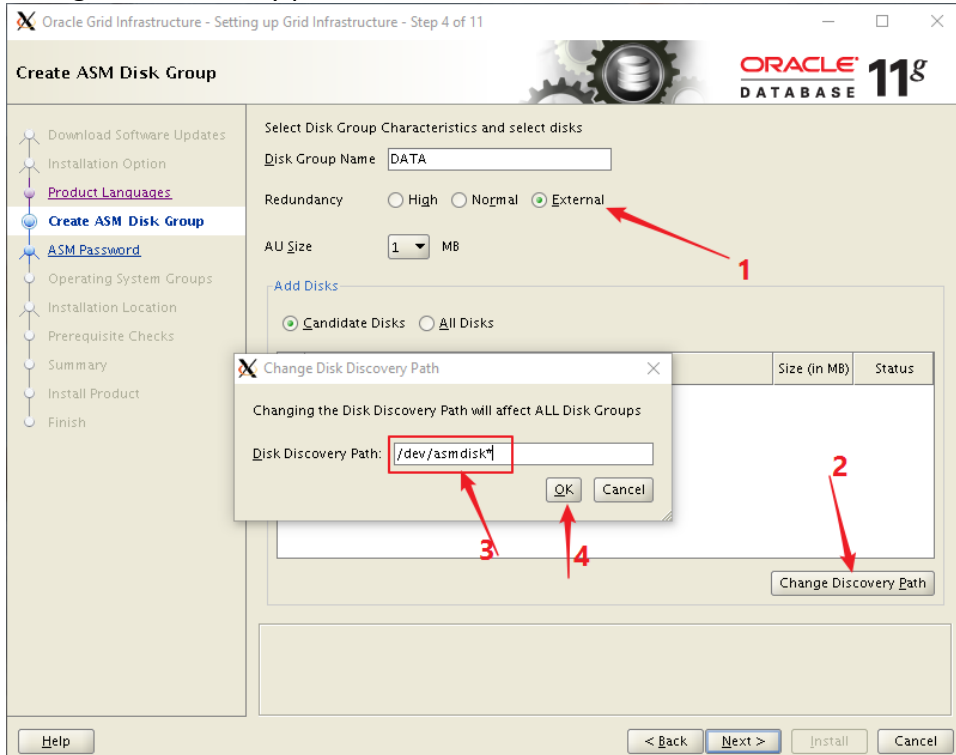 Oracle Grid Infrastructure - Setting up Grid Infrastructure - Step 4 of 11
Create ASM Disk Group
ORACLE 11g
DATABASE
Download Software Updates
Installation Option
Product Languages
Create ASM Disk Group
ASM Password
Operating System Groups
Installation Location
Prerequisite Checks
Summary
Install Product
Finish
Select Disk Group Characteristics and select disks
Disk Group Name DATA
Redundancy High Normal External
1
AU Size 1 MB
Add Disks
Candidate Disks All Disks
Size (in MB) Status
Change Disk Discovery Path
Changing the Disk Discovery Path will affect ALL Disk Groups
Disk Discovery Path: /dev/asmdisk*
OK Cancel
2
3
4
Change Discovery Path
Help < Back Next > Install Cancel